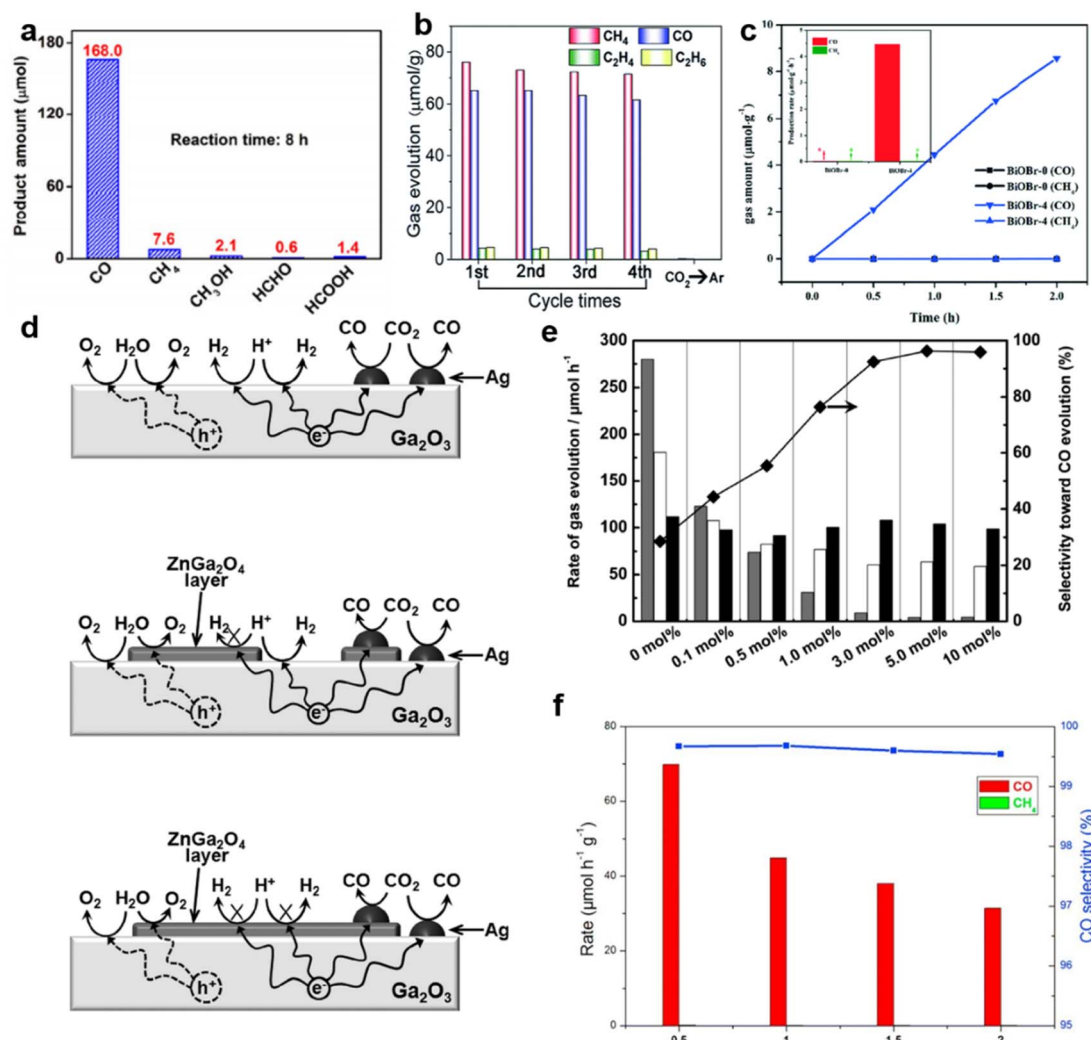 a
Product amount (μmol)
180
120
60
0
168.0
7.6
2.1
0.6
1.4
Reaction time: 8 h
CO
CH₄
CH₃OH
HCHO
HCOOH
b
Gas evolution (μmol/g)
80
60
40
20
0
CH₄ CO
C₂H₄ C₂H₆
1st 2nd 3rd 4th CO₂→Ar
Cycle times
c
gas amount (μmol·g⁻¹)
10
8
6
4
2
0
CO
CH₄
Production rate (μmol·g⁻¹·h⁻¹)
BiOBr-0 BiOBr-4
BiOBr-0 (CO)
BiOBr-0 (CH₄)
BiOBr-4 (CO)
BiOBr-4 (CH₄)
0.0 0.5 1.0 1.5 2.0
Time (h)
d
O₂ H₂O O₂ H₂ H⁺ H₂ CO CO₂ CO
Ag
h⁺ e⁻ Ga₂O₃
ZnGa₂O₄
layer
O₂ H₂O O₂ H₂ H⁺ H₂ CO CO₂ CO
Ag
h⁺ e⁻ Ga₂O₃
ZnGa₂O₄
layer
O₂ H₂O O₂ H₂ H⁺ H₂ CO CO₂ CO
Ag
h⁺ e⁻ Ga₂O₃
e
Rate of gas evolution / μmol h⁻¹
300
250
200
150
100
50
0
100
80
60
40
20
0
Selectivity toward CO evolution (%)
0 mol% 0.1 mol% 0.5 mol% 1.0 mol% 3.0 mol% 5.0 mol% 10 mol%
f
Rate (μmol h⁻¹ g⁻¹)
80
60
40
20
0
CO
CH₄
100
99
98
97
96
95
CO selectivity (%)
0.5 1 1.5 2